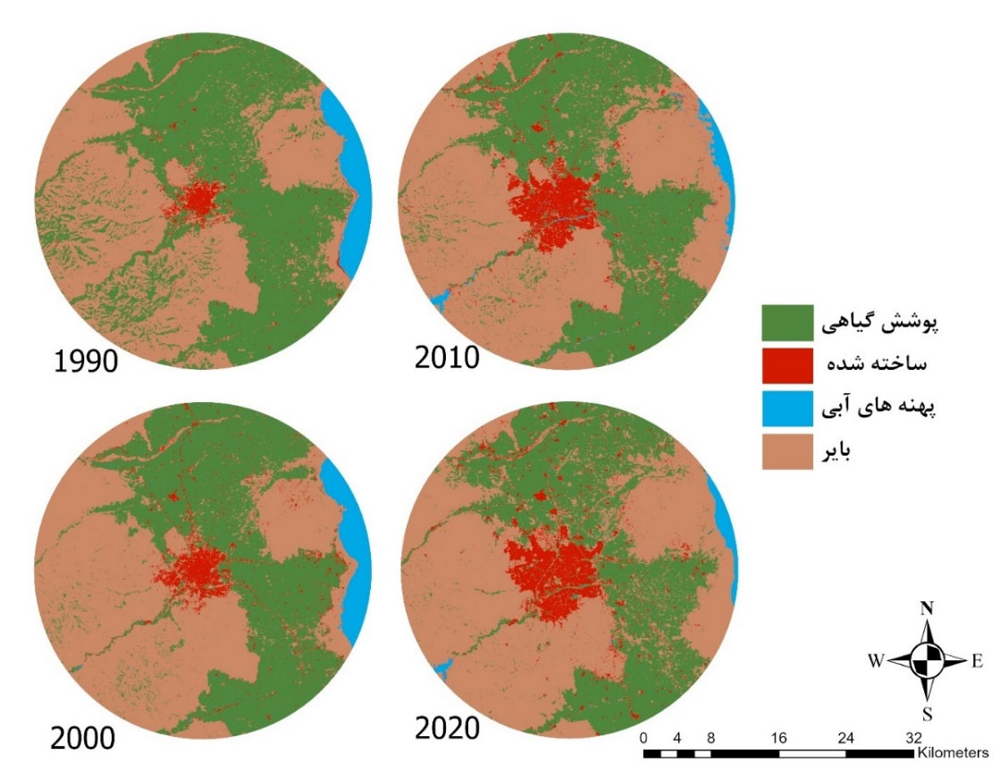 1990
2010
پوشش گیاهی
ساخته شده
پهنه های آبی
بایر
2000
2020
N
W E
S
0 4 8 16 24 32
Kilometers